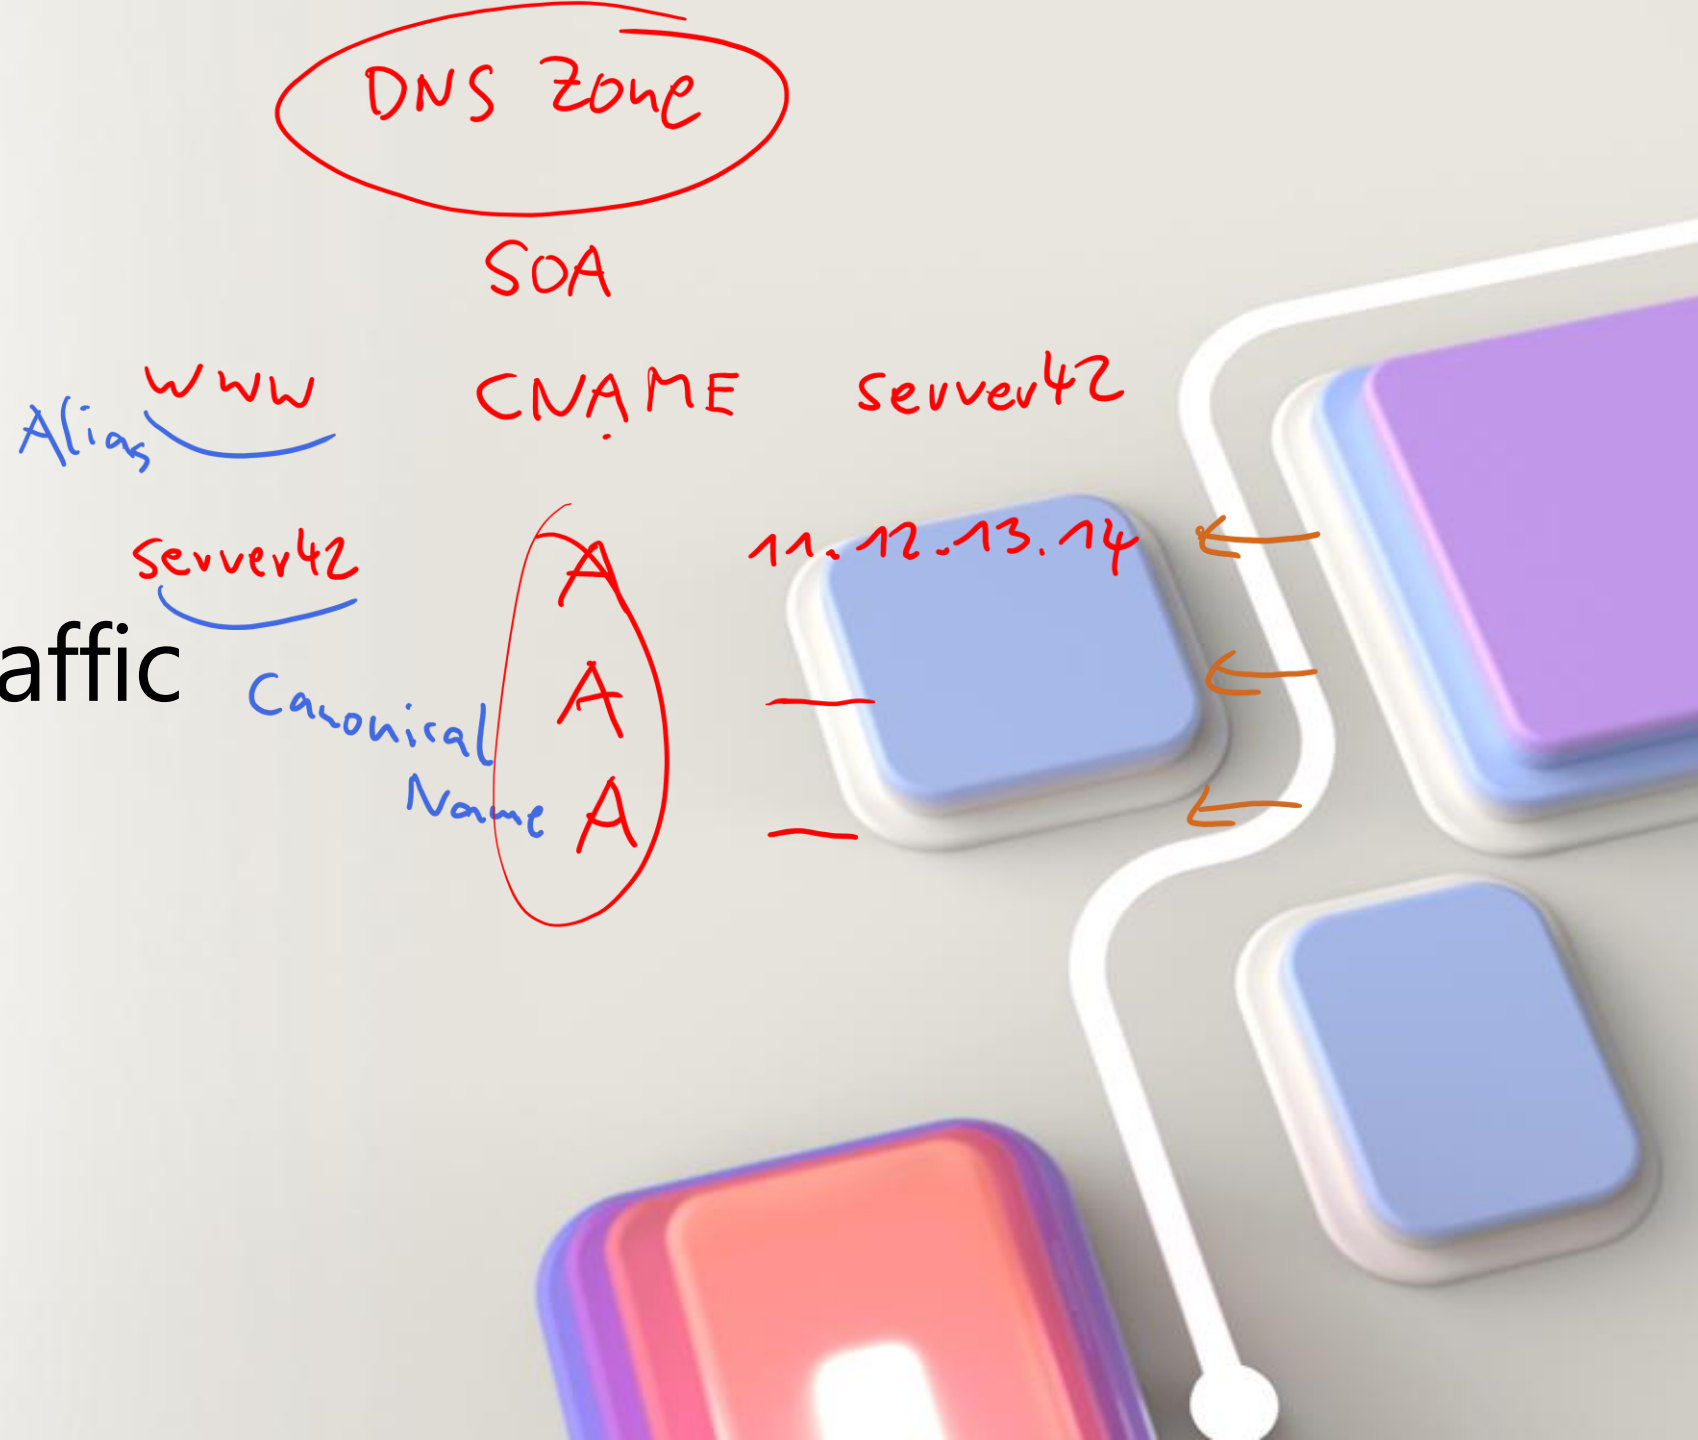 DNS Zone
SOA
www CNAME server42
Alias
server42 A 11.12.13.14
affic
Canonical A
Name A